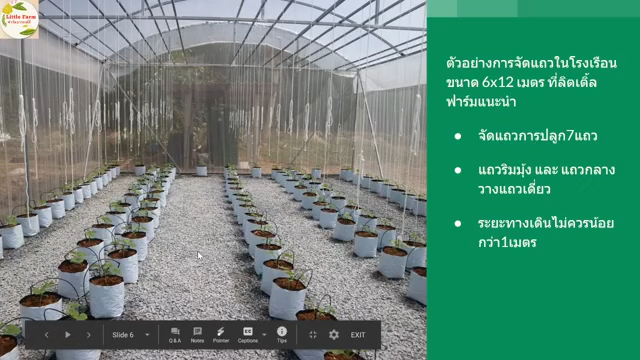 Little Farm
ตัวอย่างการจัดแถวในโรงเรือน
ขนาด 6x12 เมตร ที่ลิตเติ้ล
ฟาร์มแนะนำ
● จัดแถวการปลูก7แถว
● แถวริมมุ้ง และ แถวกลาง
วางแถวเดี่ยว
● ระยะทางเดินไม่ควรน้อย
กว่า1เมตร
Slide 6
Q & A
Notes
Pointer
Captions
Tips
EXIT